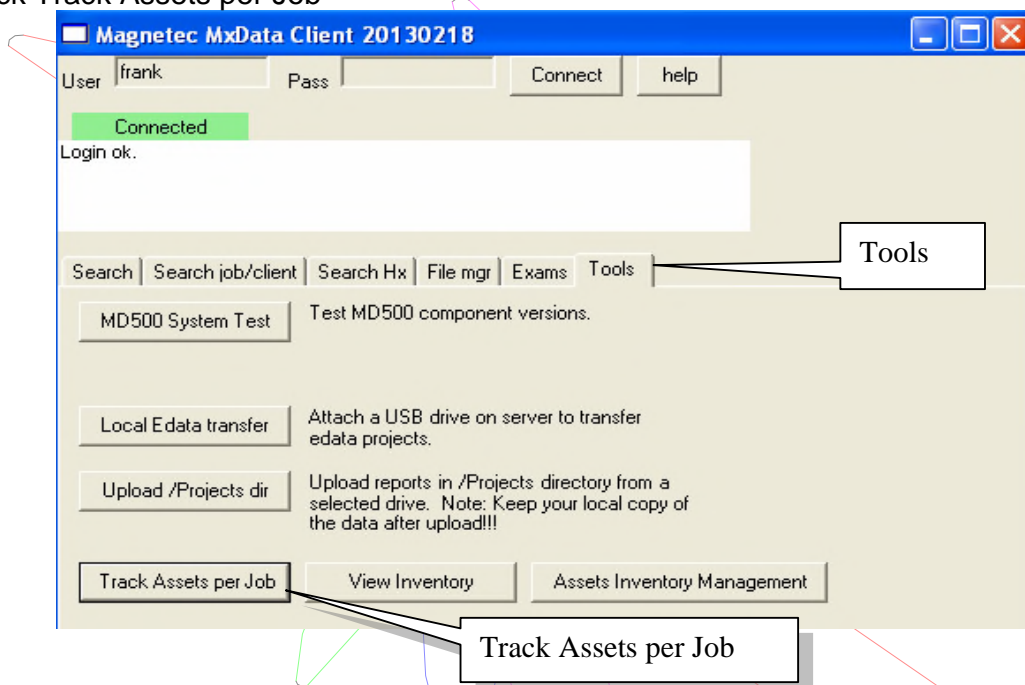 Track Assets per Job
Magnetec MxData Client 20130218
User frank Pass Connect help
Connected
Login ok.
Tools
Search Search job/client Search Hx File mgr Exams Tools
MD500 System Test Test MD500 component versions.
Local Edata transfer Attach a USB drive on server to transfer
edata projects.
Upload /Projects dir Upload reports in /Projects directory from a
selected drive. Note: Keep your local copy of
the data after upload!!!
Track Assets per Job View Inventory Assets Inventory Management
Track Assets per Job